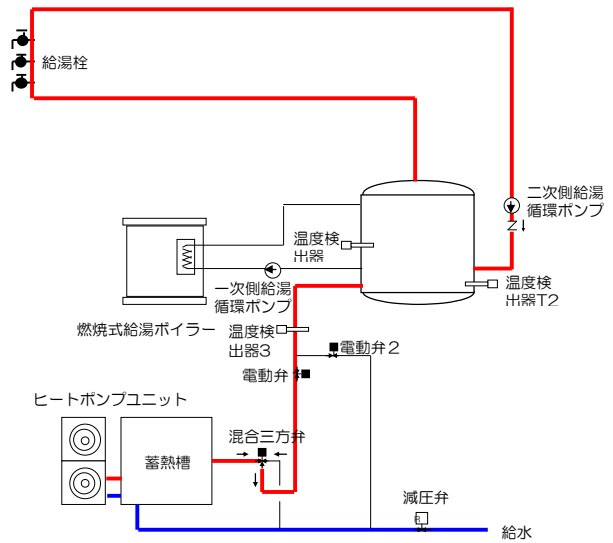 給湯栓
二次側給湯
循環ポンプ
温度検
出器
温度検
出器T2
一次側給湯
循環ポンプ
燃焼式給湯ボイラー
温度検
出器3
電動弁2
電動弁
ヒートポンプユニット
混合三方弁
蓄熱槽
減圧弁
R
給水